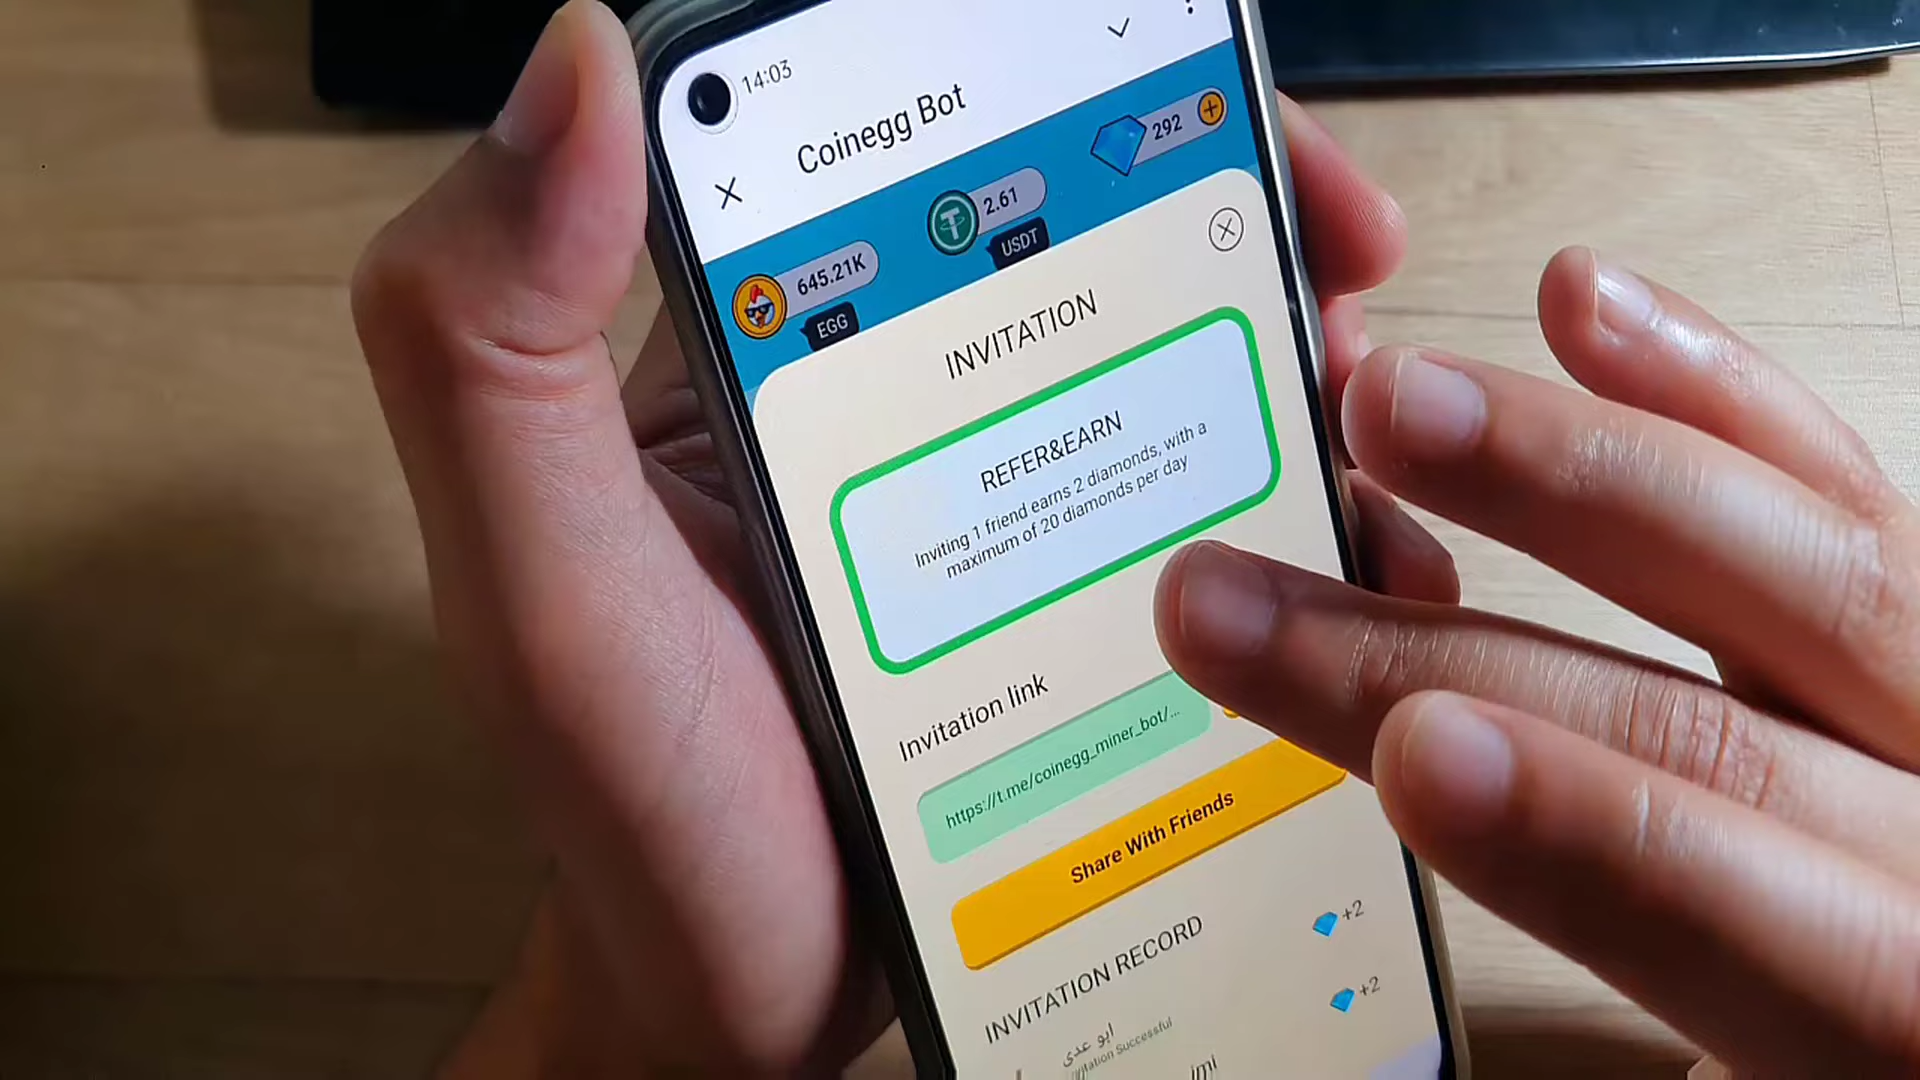 14:03
Coinegg Bot
292
2.61
USDT
645.21K
EGG
INVITATION
REFER&EARN
Inviting 1 friend earns 2 diamonds, with a
maximum of 20 diamonds per day
Invitation link
https://t.me/coinegg_miner_bot/...
Share With Friends
INVITATION RECORD
+2
ابو عدى
Successful
+2